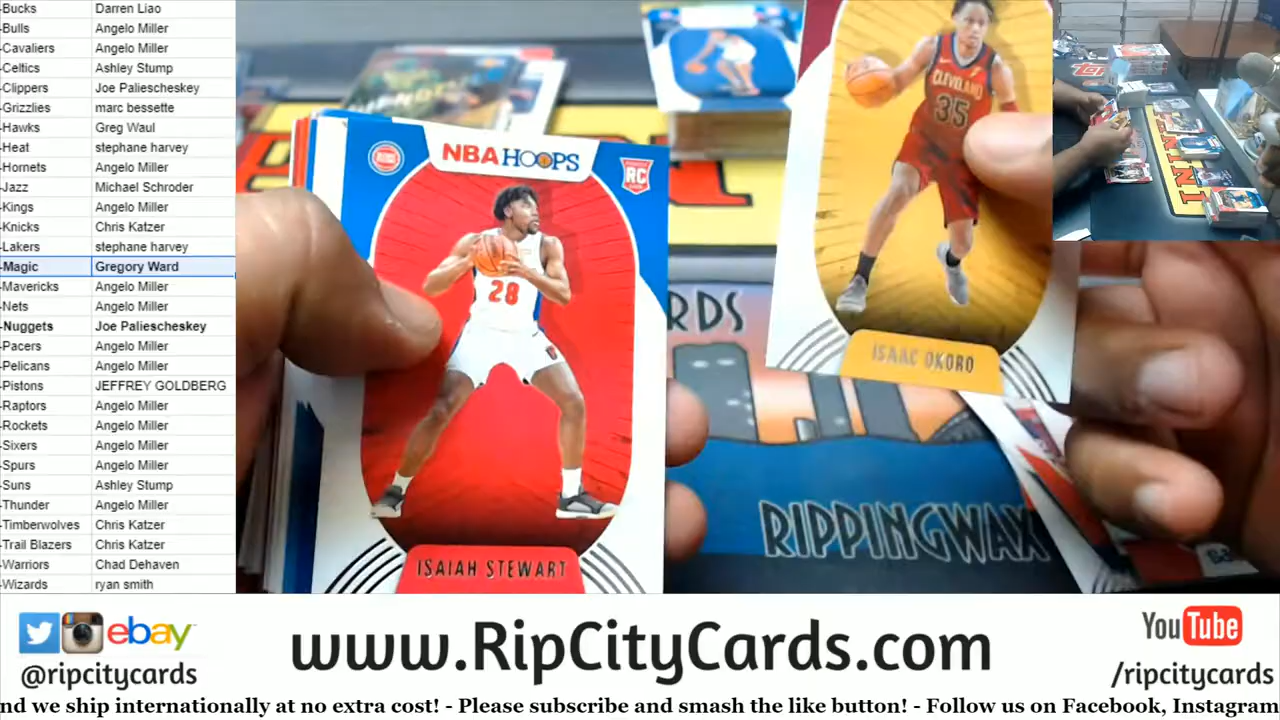 -Bucks Darren Liao
-Bulls Angelo Miller
-Cavaliers Angelo Miller
-Celtics Ashley Stump
-Clippers Joe Paliescheskey
-Grizzlies marc bessette
-Hawks Greg Waul
-Heat stephane harvey
-Hornets Angelo Miller
-Jazz Michael Schroder
-Kings Angelo Miller
-Knicks Chris Katzer
-Lakers stephane harvey
-Magic Gregory Ward
-Mavericks Angelo Miller
-Nets Angelo Miller
-Nuggets Joe Paliescheskey
-Pacers Angelo Miller
-Pelicans Angelo Miller
-Pistons JEFFREY GOLDBERG
-Raptors Angelo Miller
-Rockets Angelo Miller
-Sixers Angelo Miller
-Spurs Angelo Miller
-Suns Ashley Stump
-Thunder Angelo Miller
-Timberwolves Chris Katzer
-Trail Blazers Chris Katzer
-Warriors Chad Dehaven
-Wizards ryan smith
NBA HOOPS
RC
28
ISAIAH STEWART
CLEVELAND
35
ISAAC OKORO
RDS
RIPPINGWAX
ebay
@ripcitycards
www.RipCityCards.com
YouTube
/ripcitycards
nd we ship internationally at no extra cost! - Please subscribe and smash the like button! - Follow us on Facebook, Instagram